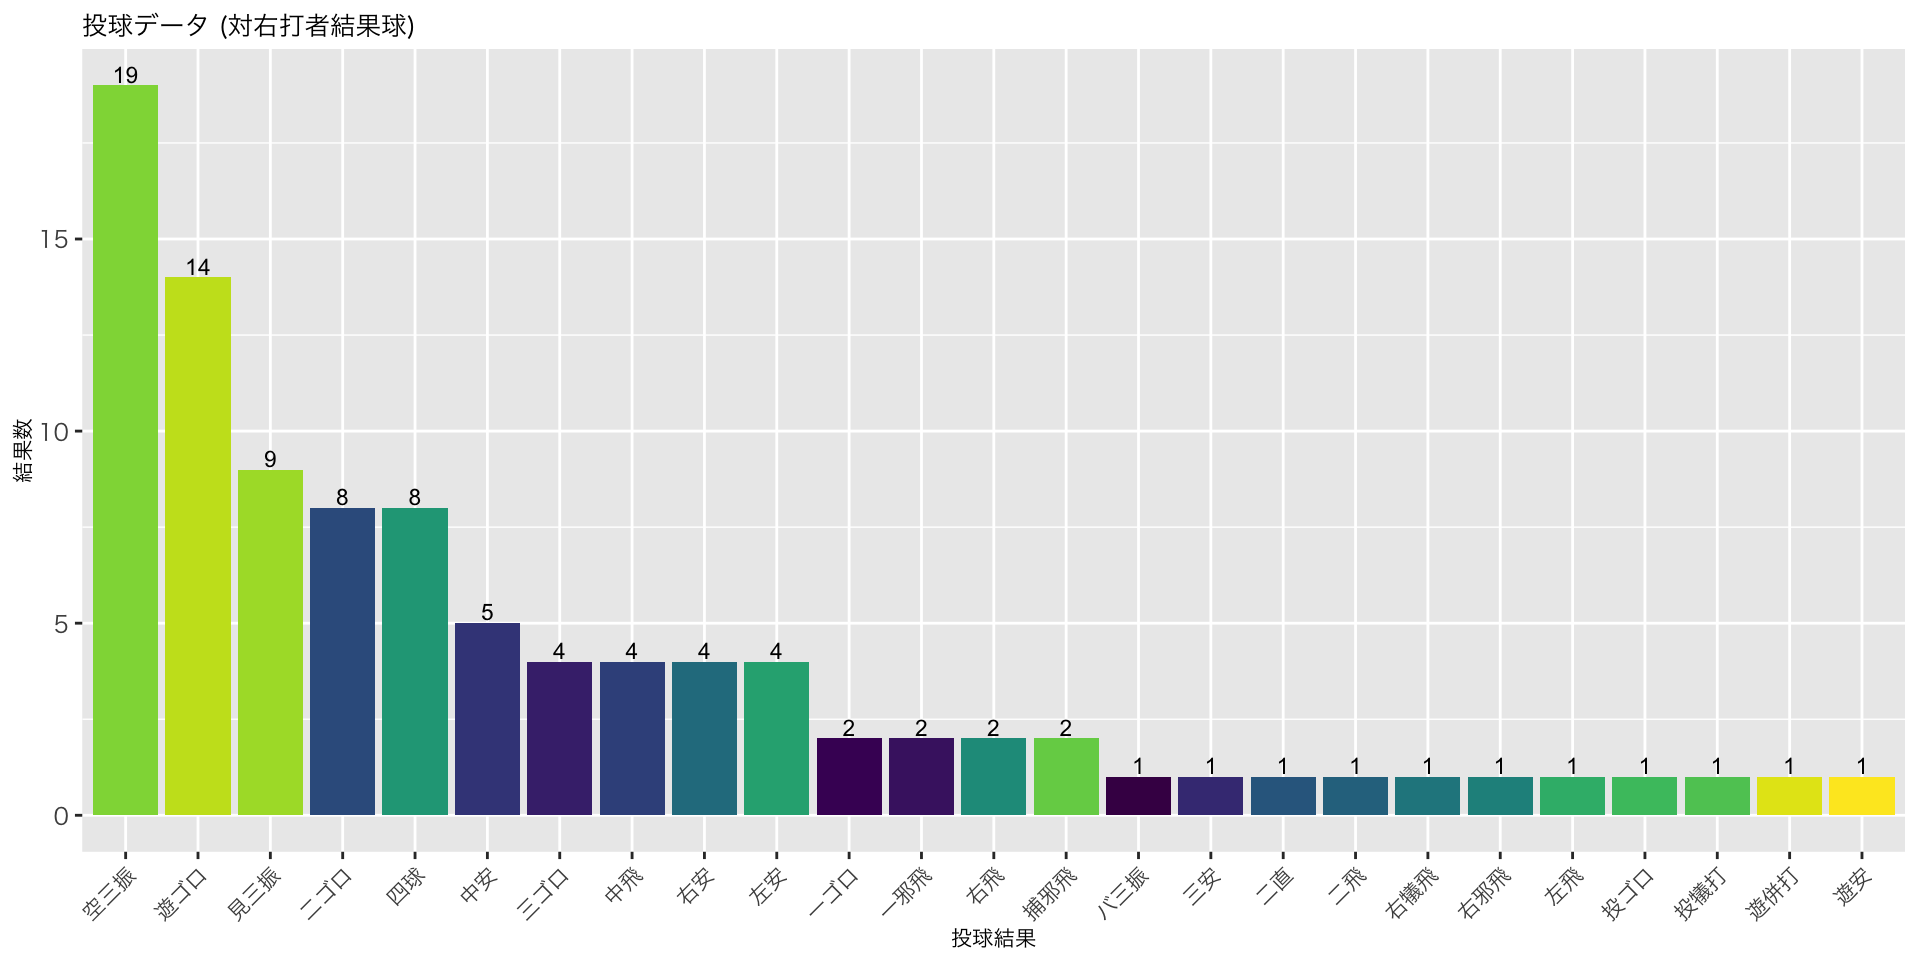 投球データ (対右打者結果球)
結果数
15
10
5
0
19
14
9
8
8
5
4
4
4
4
2
2
2
2
1
1
1
1
1
1
1
1
1
1
1
空三振
遊ゴロ
見三振
二ゴロ
四球
中安
三ゴロ
中飛
右安
左安
一ゴロ
一邪飛
右飛
捕邪飛
バ三振
三安
二直
二飛
右犠飛
右邪飛
左飛
投ゴロ
投犠打
遊併打
遊安
投球結果